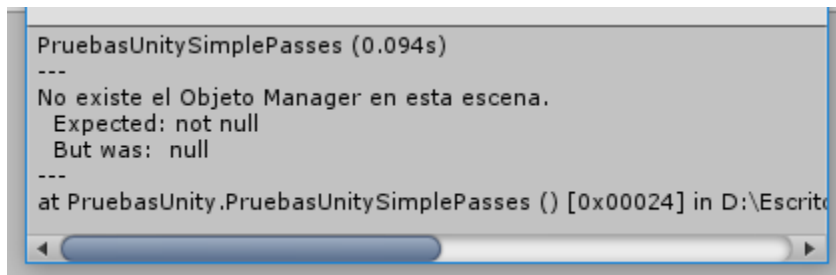 PruebasUnitySimplePasses (0.094s)
---
No existe el Objeto Manager en esta escena.
  Expected: not null
  But was:  null
---
at PruebasUnity.PruebasUnitySimplePasses () [0x00024] in D:\Escrito